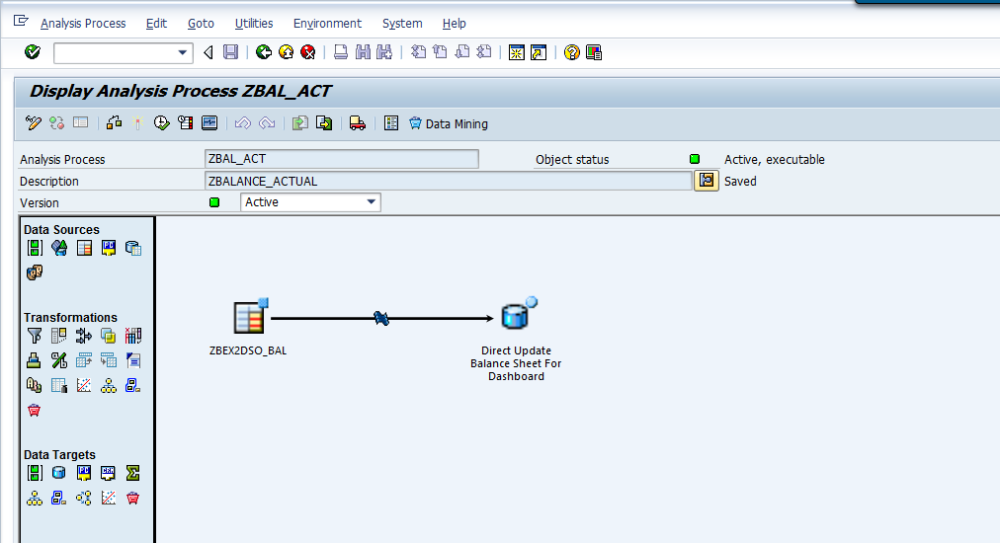 Analysis Process Edit Goto Utilities Environment System Help
Display Analysis Process ZBAL_ACT
Data Mining
Analysis Process ZBAL_ACT Object status Active, executable
Description ZBALANCE_ACTUAL Saved
Version Active
Data Sources
Transformations
Data Targets
ZBEX2DSO_BAL
Direct Update
Balance Sheet For
Dashboard